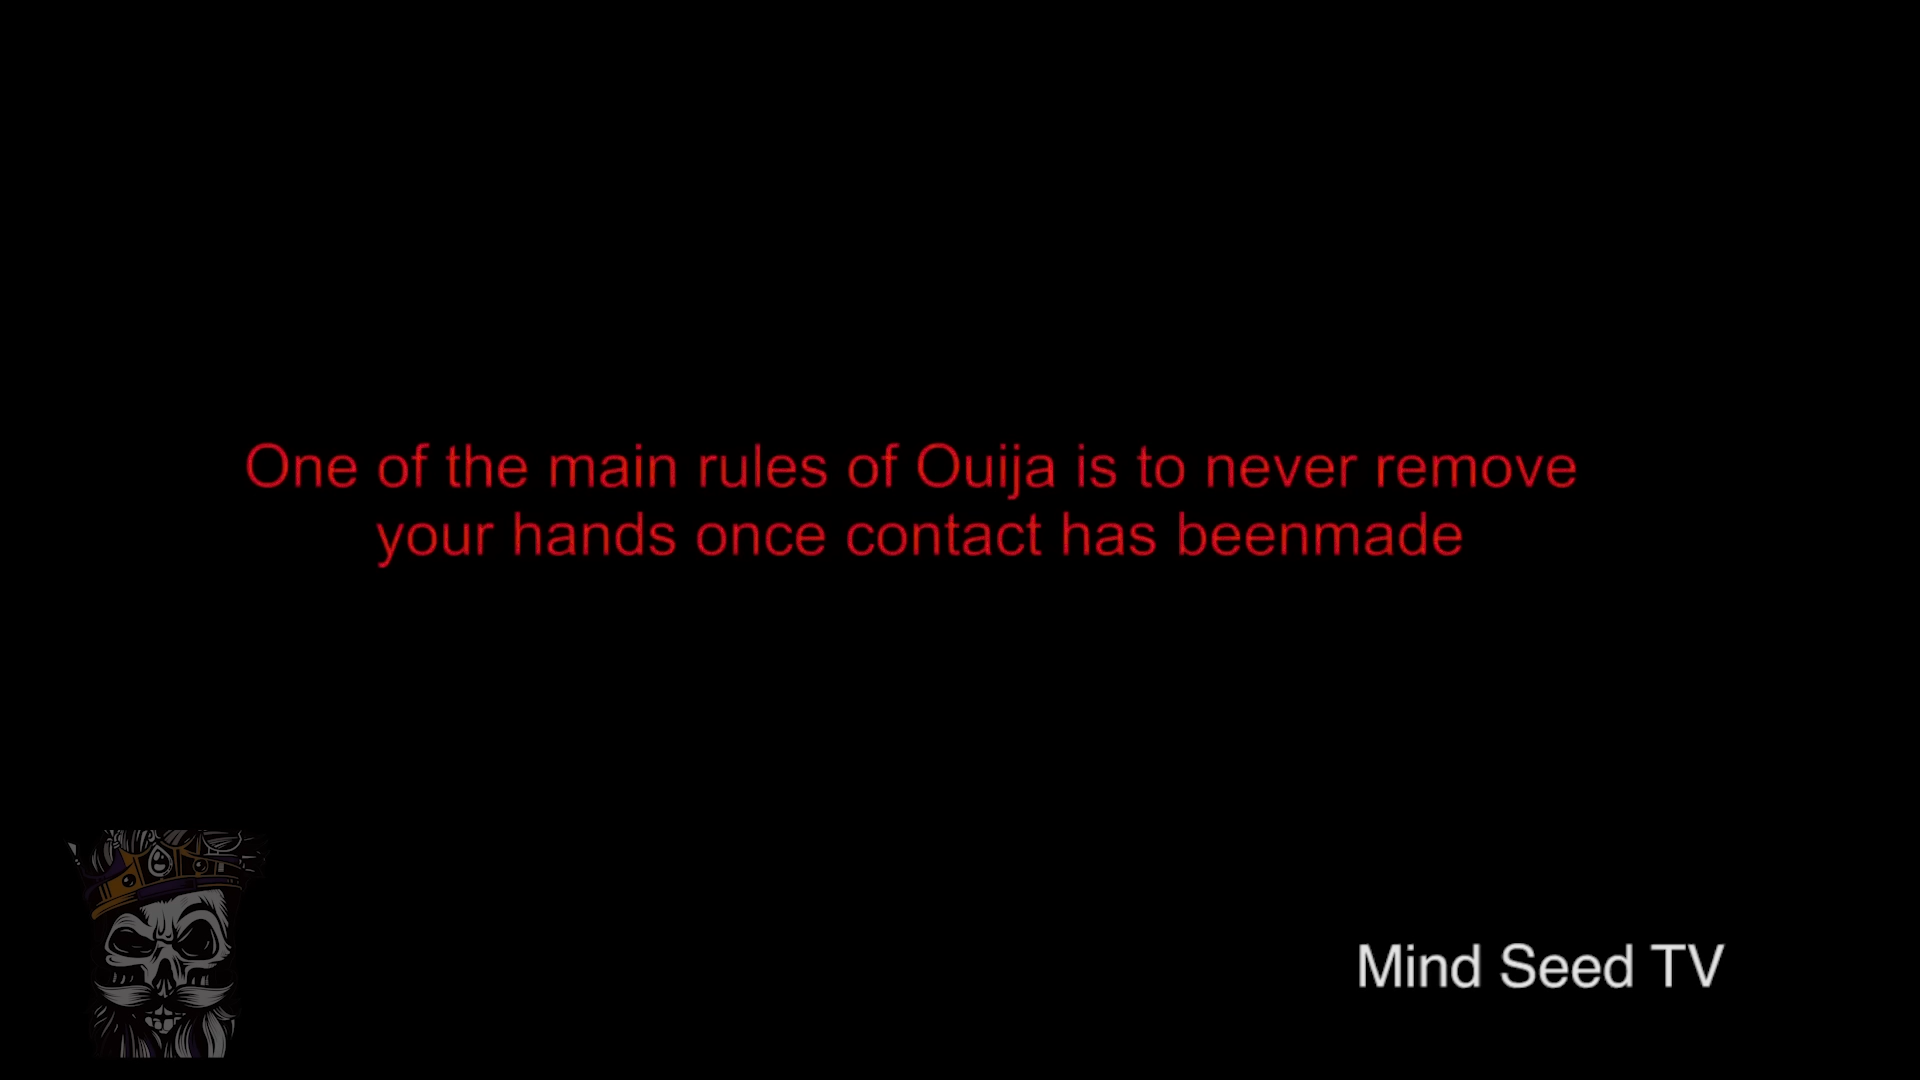 One of the main rules of Ouija is to never remove
your hands once contact has beenmade
Mind Seed TV